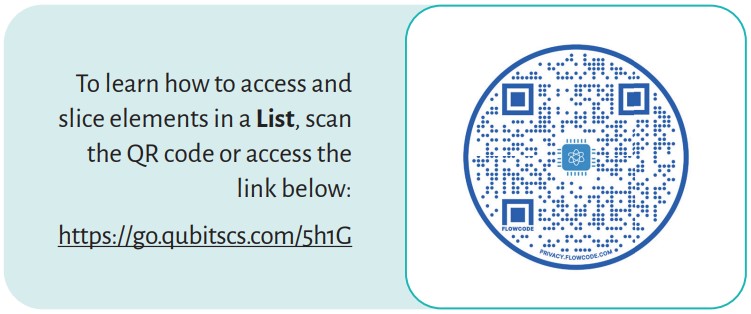 To learn how to access and
slice elements in a List, scan
the QR code or access the
link below:
https://go.qubitscs.com/5h1G
FLOWCODE
PRIVACY.FLOWCODE.COM